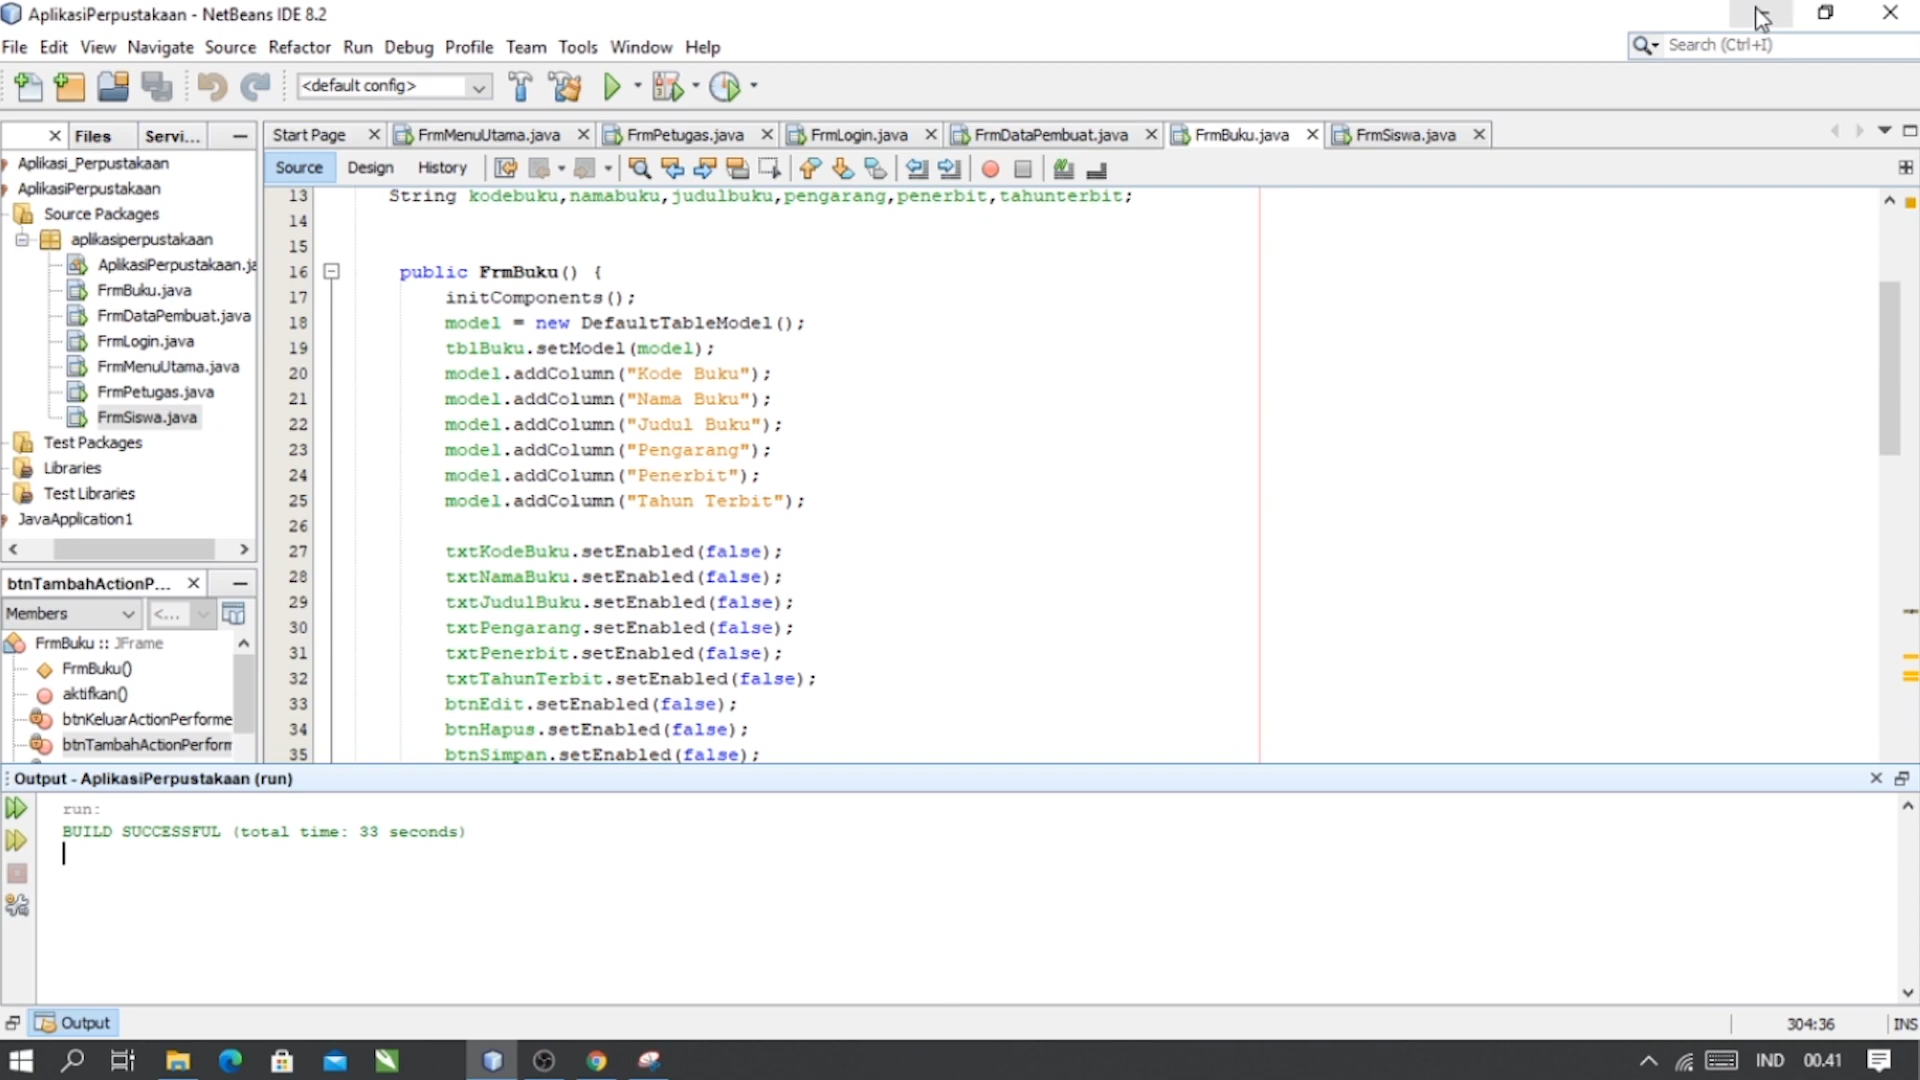 AplikasiPerpustakaan - NetBeans IDE 8.2
File Edit View Navigate Source Refactor Run Debug Profile Team Tools Window Help
Search (Ctrl+I)
<default config>
Files Servi...
Start Page FrmMenuUtama.java FrmPetugas.java FrmLogin.java FrmDataPembuat.java FrmBuku.java FrmSiswa.java
Source Design History
Aplikasi_Perpustakaan
AplikasiPerpustakaan
Source Packages
aplikasiperpustakaan
AplikasiPerpustakaan.ja
FrmBuku.java
FrmDataPembuat.java
FrmLogin.java
FrmMenuUtama.java
FrmPetugas.java
FrmSiswa.java
Test Packages
Libraries
Test Libraries
JavaApplication1
btnTambahActionP...
Members <...
FrmBuku :: JFrame
FrmBuku()
aktifkan()
btnKeluarActionPerforme
btnTambahActionPerform
13 String kodebuku,namabuku,judulbuku,pengarang,penerbit,tahunterbit;
14
15
16 public FrmBuku() {
17 initComponents();
18 model = new DefaultTableModel();
19 tblBuku.setModel(model);
20 model.addColumn("Kode Buku");
21 model.addColumn("Nama Buku");
22 model.addColumn("Judul Buku");
23 model.addColumn("Pengarang");
24 model.addColumn("Penerbit");
25 model.addColumn("Tahun Terbit");
26
27 txtKodeBuku.setEnabled(false);
28 txtNamaBuku.setEnabled(false);
29 txtJudulBuku.setEnabled(false);
30 txtPengarang.setEnabled(false);
31 txtPenerbit.setEnabled(false);
32 txtTahunTerbit.setEnabled(false);
33 btnEdit.setEnabled(false);
34 btnHapus.setEnabled(false);
35 btnSimpan.setEnabled(false);
Output - AplikasiPerpustakaan (run)
run:
BUILD SUCCESSFUL (total time: 33 seconds)
Output
304:36 INS
IND 00.41